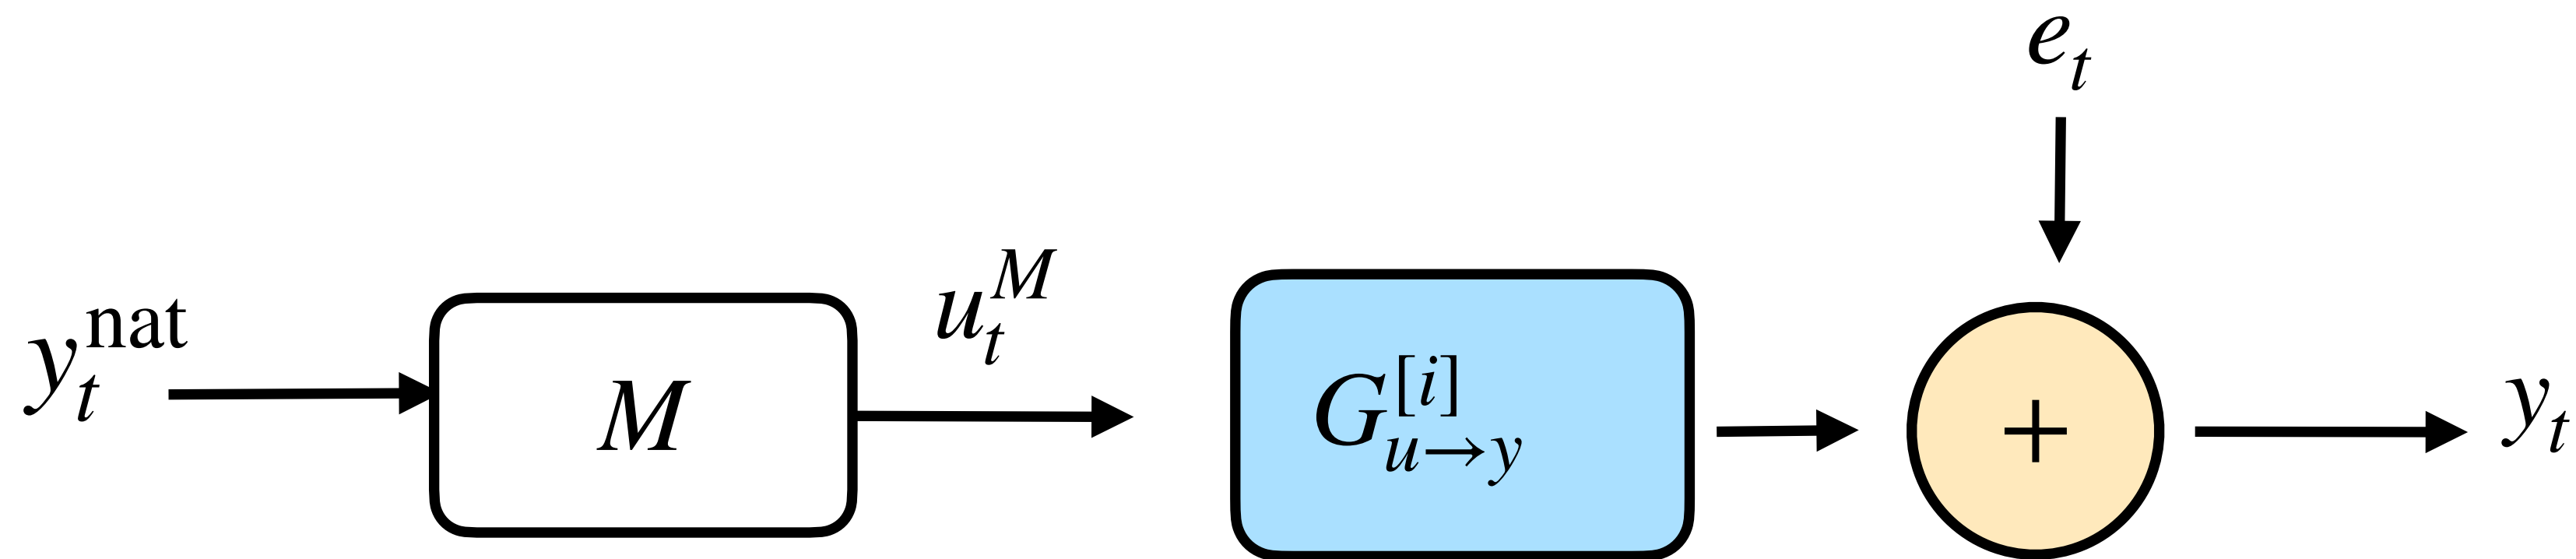 e_t
y_t^nat
M
u_t^M
G_{u→y}^{[i]}
+
y_t